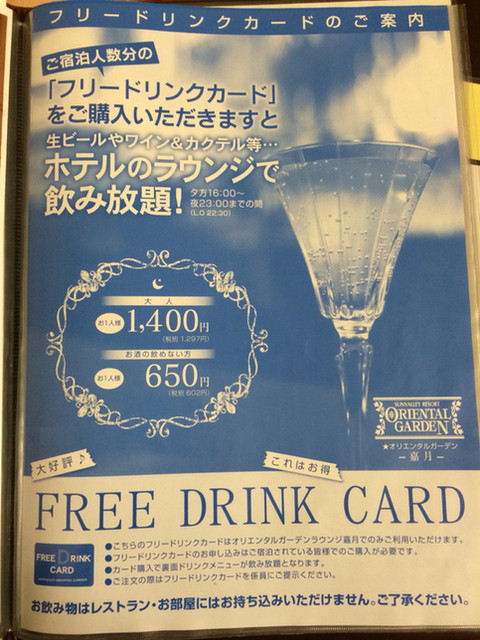 フリードリンクカードのご案内
ご宿泊人数分の
「フリードリンクカード」
をご購入いただきますと
生ビールやワイン&カクテル等…
ホテルのラウンジで
飲み放題!
夕方16:00〜
夜23:00までの間
(L.O 22:30)
大人
お1人様 1,400円
(税別 1,297円)
お酒の飲めない方
お1人様 650円
(税別 602円)
SUNVALLEY RESORT
ORIENTAL
GARDEN
★オリエンタルガーデン
－嘉月－
大好評♪
これはお得
FREE DRINK CARD
FREE DRINK
CARD
●こちらのフリードリンクカードはオリエンタルガーデンラウンジ嘉月でのみご利用いただけます。
●フリードリンクカードのお申し込みはご宿泊されている皆様でのご購入が必要です。
●カード購入で裏面ドリンクメニューが飲み放題となります。
●ご注文の際はフリードリンクカードを係員にご提示ください。
お飲み物はレストラン・お部屋にはお持ち込みいただけません。ご了承ください。